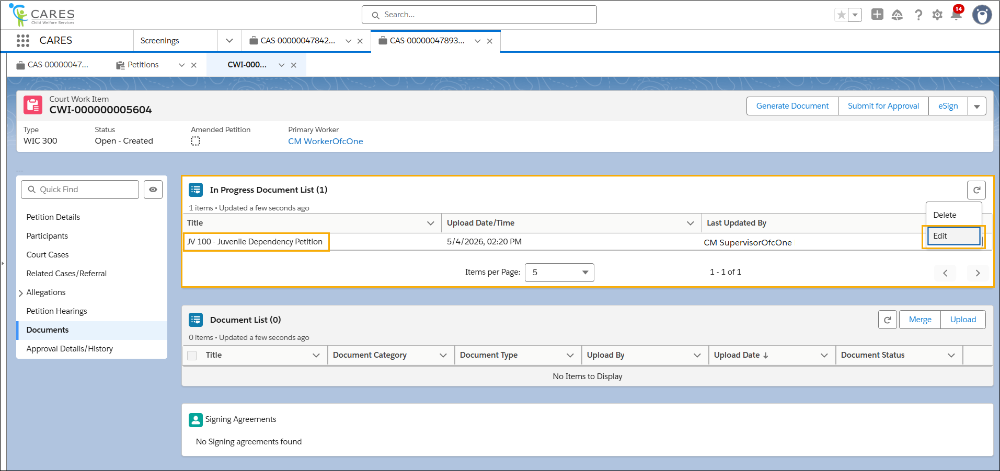 CARES
Child Welfare Services
Search...
14
CARES
Screenings
CAS-00000047842...
CAS-00000047893...
CAS-00000047...
Petitions
CWI-000...
Court Work Item
CWI-000000005604
Generate Document
Submit for Approval
eSign
Type
Status
Amended Petition
Primary Worker
WIC 300
Open - Created
CM WorkerOfcOne
---
Quick Find
Petition Details
Participants
Court Cases
Related Cases/Referral
Allegations
Petition Hearings
Documents
Approval Details/History
In Progress Document List (1)
1 items • Updated a few seconds ago
Title
Upload Date/Time
Last Updated By
Delete
Edit
JV 100 - Juvenile Dependency Petition
5/4/2026, 02:20 PM
CM SupervisorOfcOne
Items per Page:
5
1 - 1 of 1
Document List (0)
Merge
Upload
0 items • Updated a few seconds ago
Title
Document Category
Document Type
Upload By
Upload Date
Document Status
No Items to Display
Signing Agreements
No Signing agreements found